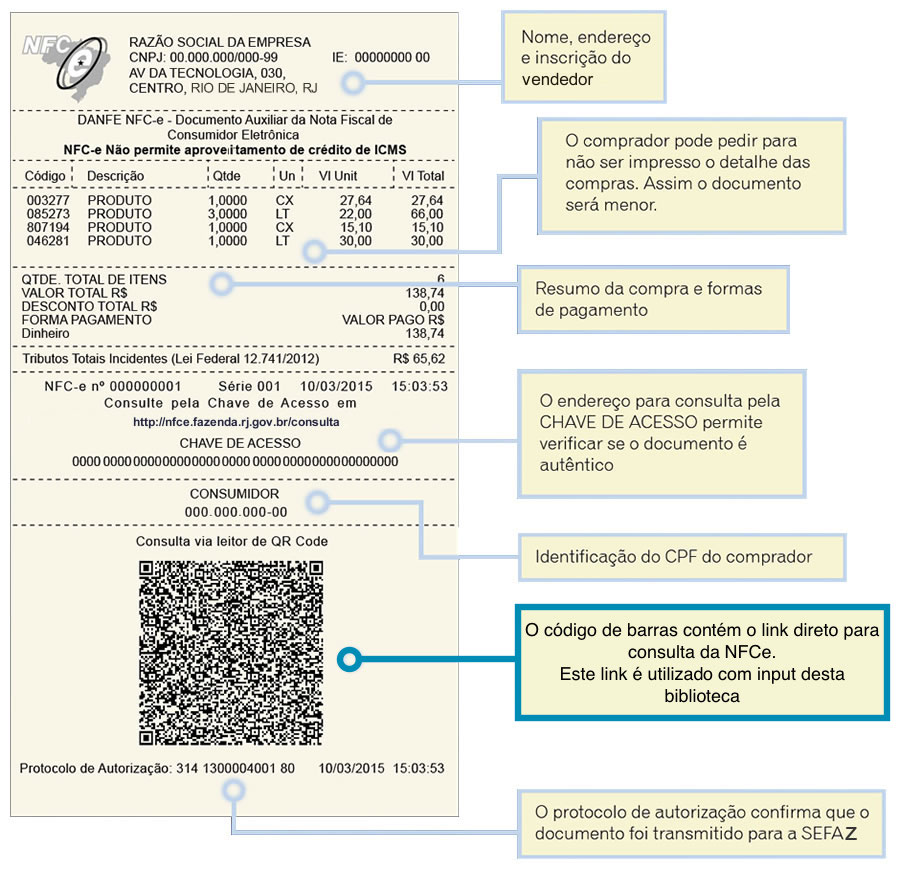 NFC e
RAZÃO SOCIAL DA EMPRESA
CNPJ: 00.000.000/000-99 IE: 00000000 00
AV DA TECNOLOGIA, 030,
CENTRO, RIO DE JANEIRO, RJ
Nome, endereço
e inscrição do
vendedor
DANFE NFC-e - Documento Auxiliar da Nota Fiscal de
Consumidor Eletrônica
NFC-e Não permite aproveitamento de crédito de ICMS
O comprador pode pedir para
não ser impresso o detalhe das
compras. Assim o documento
será menor.
Código Descrição Qtde Un Vl Unit Vl Total
003277 PRODUTO 1,0000 CX 27,64 27,64
085273 PRODUTO 3,0000 LT 22,00 66,00
807194 PRODUTO 1,0000 CX 15,10 15,10
046281 PRODUTO 1,0000 LT 30,00 30,00
QTDE. TOTAL DE ITENS 6
VALOR TOTAL R$ 138,74
DESCONTO TOTAL R$ 0,00
FORMA PAGAMENTO VALOR PAGO R$
Dinheiro 138,74
Resumo da compra e formas
de pagamento
Tributos Totais Incidentes (Lei Federal 12.741/2012) R$ 65,62
NFC-e nº 000000001 Série 001 10/03/2015 15:03:53
Consulte pela Chave de Acesso em
http://nfce.fazenda.rj.gov.br/consulta
CHAVE DE ACESSO
0000 0000 0000 0000 0000 0000 0000 0000 0000 0000 0000
O endereço para consulta pela
CHAVE DE ACESSO permite
verificar se o documento é
autêntico
CONSUMIDOR
000.000.000-00
Identificação do CPF do comprador
Consulta via leitor de QR Code
O código de barras contém o link direto para
consulta da NFCe.
Este link é utilizado com input desta
biblioteca
Protocolo de Autorização: 314 1300004001 80 10/03/2015 15:03:53
O protocolo de autorização confirma que o
documento foi transmitido para a SEFAZ